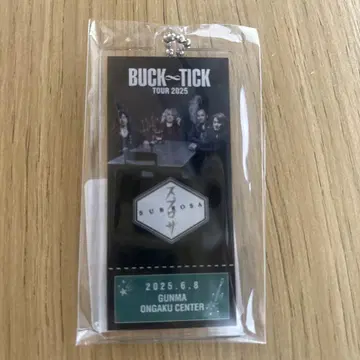 BUCK∞TICK
TOUR 2025
スブロサ
SUBROSA
2025.6.8
GUNMA
ONGAKU CENTER